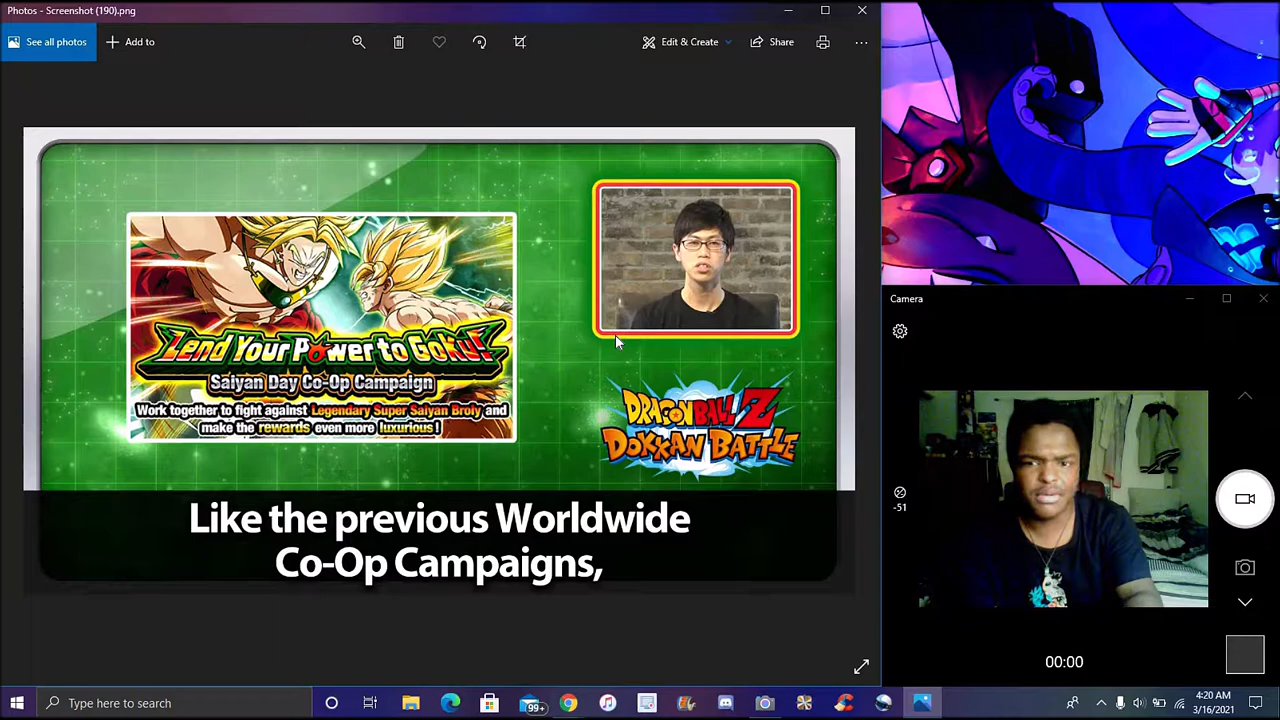 Photos - Screenshot (190).png
See all photos
Add to
Edit & Create
Share
Lend Your Power to Goku!
Saiyan Day Co-Op Campaign
Work together to fight against Legendary Super Saiyan Broly and
make the rewards even more luxurious!
DRAGON BALL Z
DOKKAN BATTLE
Like the previous Worldwide
Co-Op Campaigns,
Camera
-51
00:00
Type here to search
99+
4:20 AM
3/16/2021